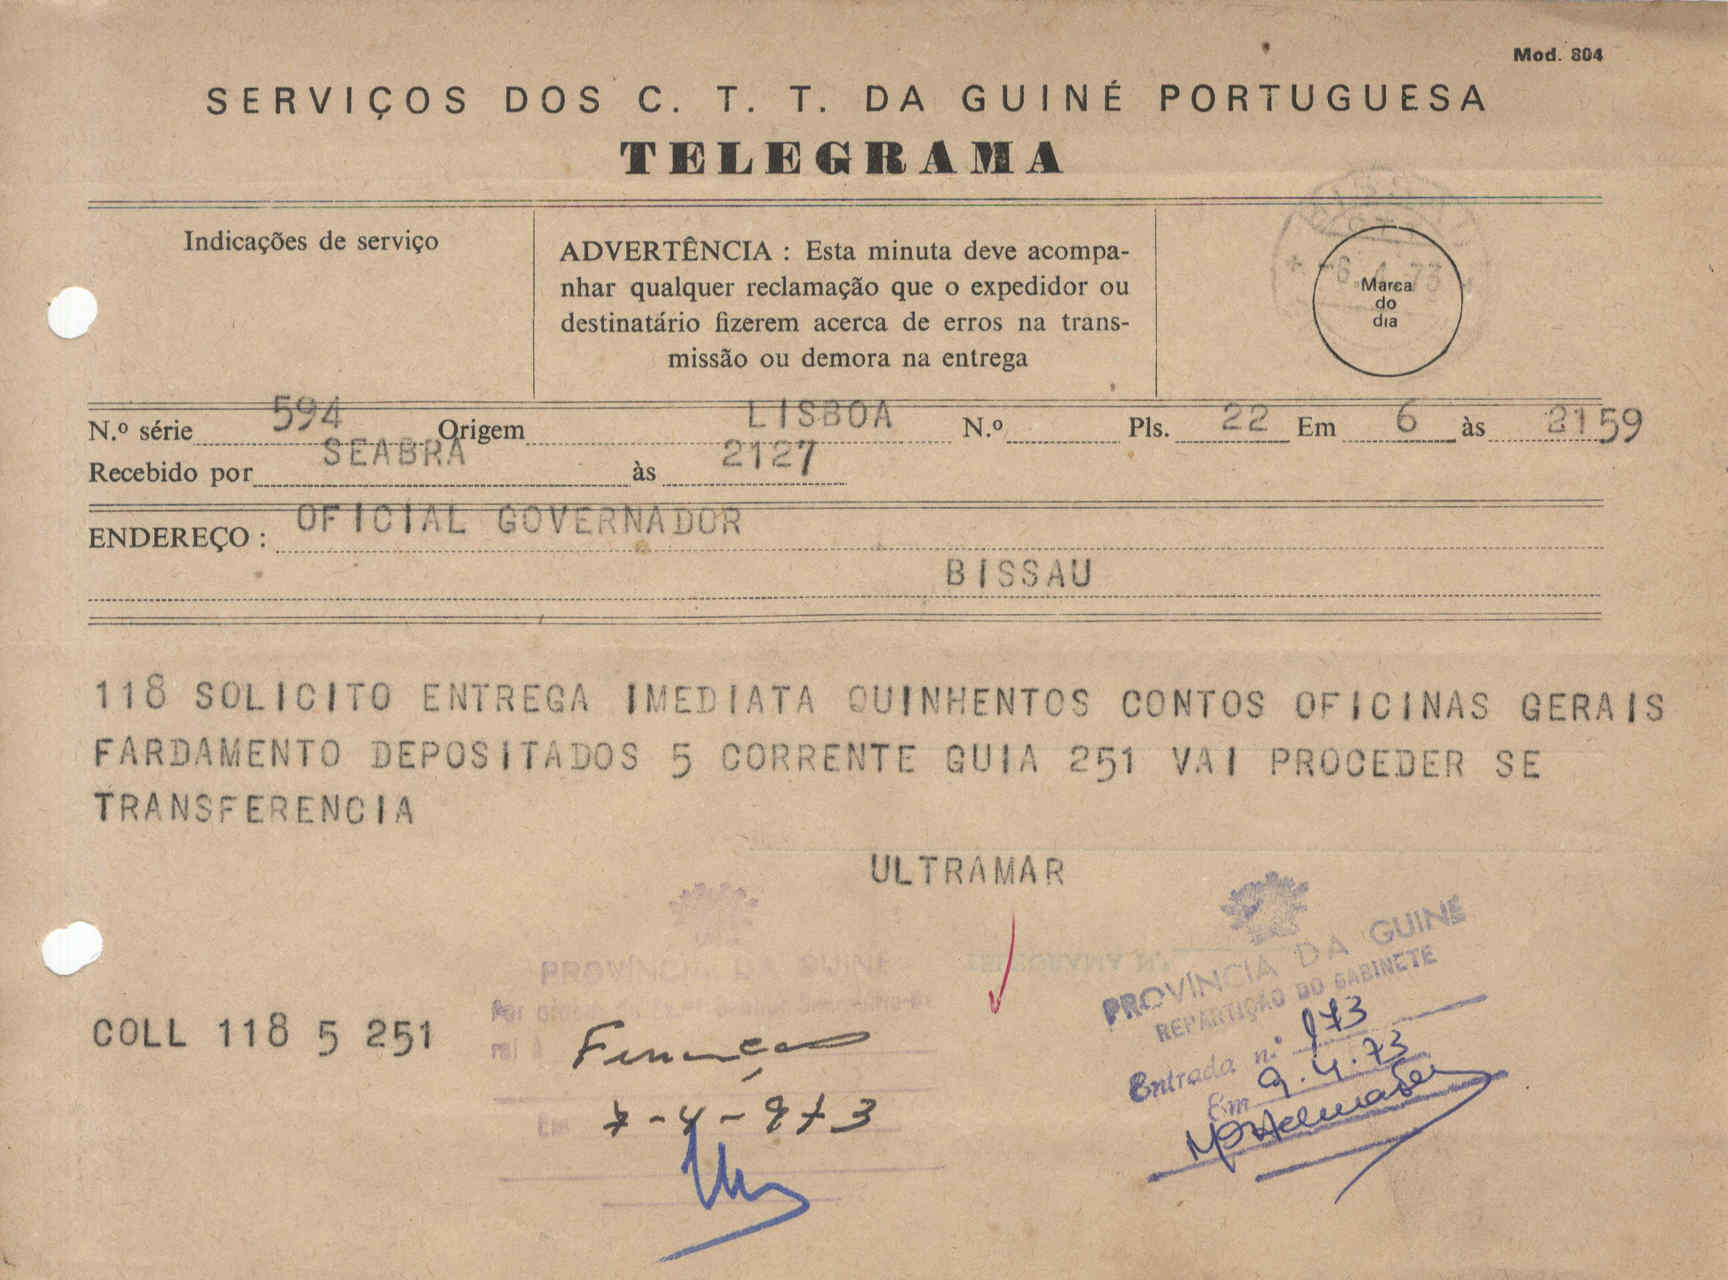 Mod. 804
SERVIÇOS DOS C. T. T. DA GUINÉ PORTUGUESA
TELEGRAMA
Indicações de serviço
ADVERTÊNCIA : Esta minuta deve acompa-
nhar qualquer reclamação que o expedidor ou
destinatário fizerem acerca de erros na trans-
missão ou demora na entrega
-6. 4. 73
Marca
do
dia
N.º série 594 Origem LISBOA N.º Pls. 22 Em 6 às 2159
Recebido por SEABRA às 2127
ENDEREÇO : OFICIAL GOVERNADOR
BISSAU
118 SOLICITO ENTREGA IMEDIATA QUINHENTOS CONTOS OFICINAS GERAIS
FARDAMENTO DEPOSITADOS 5 CORRENTE GUIA 251 VAI PROCEDER SE
TRANSFERENCIA
ULTRAMAR
COLL 118 5 251
PROVÍNCIA DA GUINÉ
Por ordem
Finanças
Em 7-4-973
PROVÍNCIA DA GUINÉ
REPARTIÇÃO DO GABINETE
Entrada n.º 973
Em 9.4.73